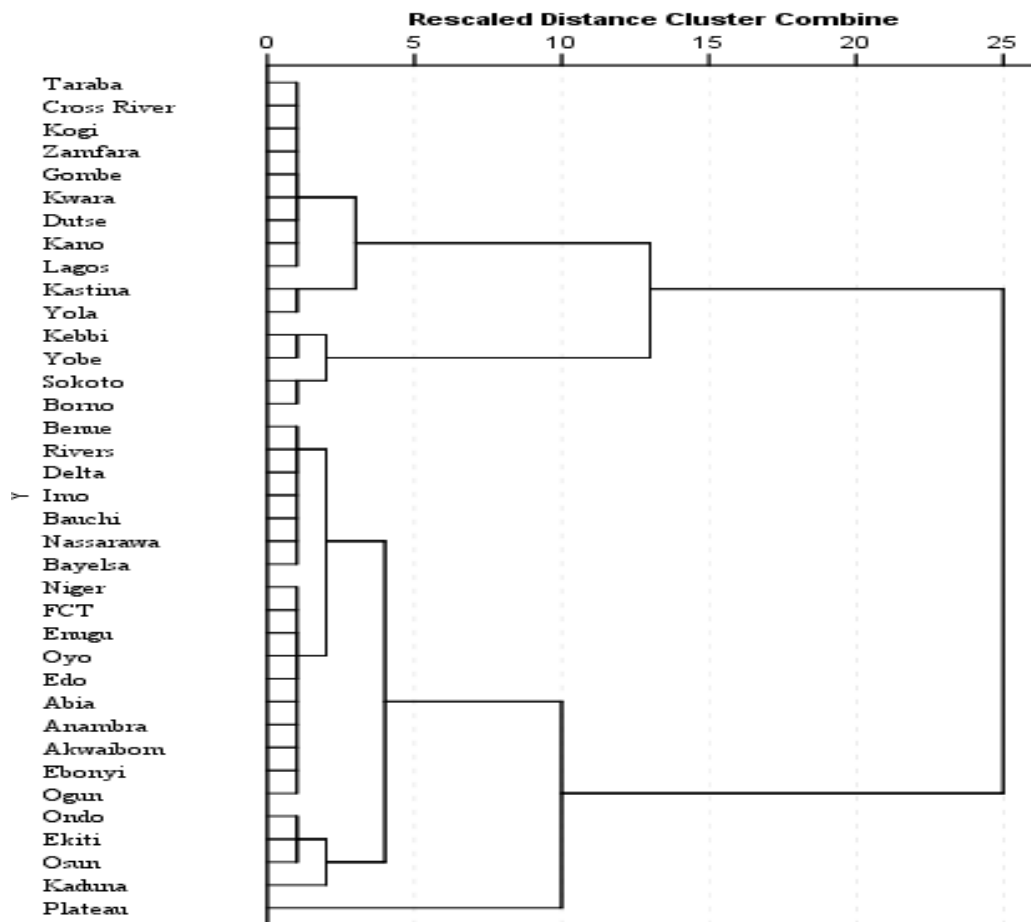 Rescaled Distance Cluster Combine
0 5 10 15 20 25
Taraba
Cross River
Kogi
Zamfara
Gombe
Kwara
Dutse
Kano
Lagos
Kastina
Yola
Kebbi
Yobe
Sokoto
Borno
Benue
Rivers
Delta
Y
Imo
Bauchi
Nassarawa
Bayelsa
Niger
FCT
Enugu
Oyo
Edo
Abia
Anambra
Akwaibom
Ebonyi
Ogun
Ondo
Ekiti
Osun
Kaduna
Plateau